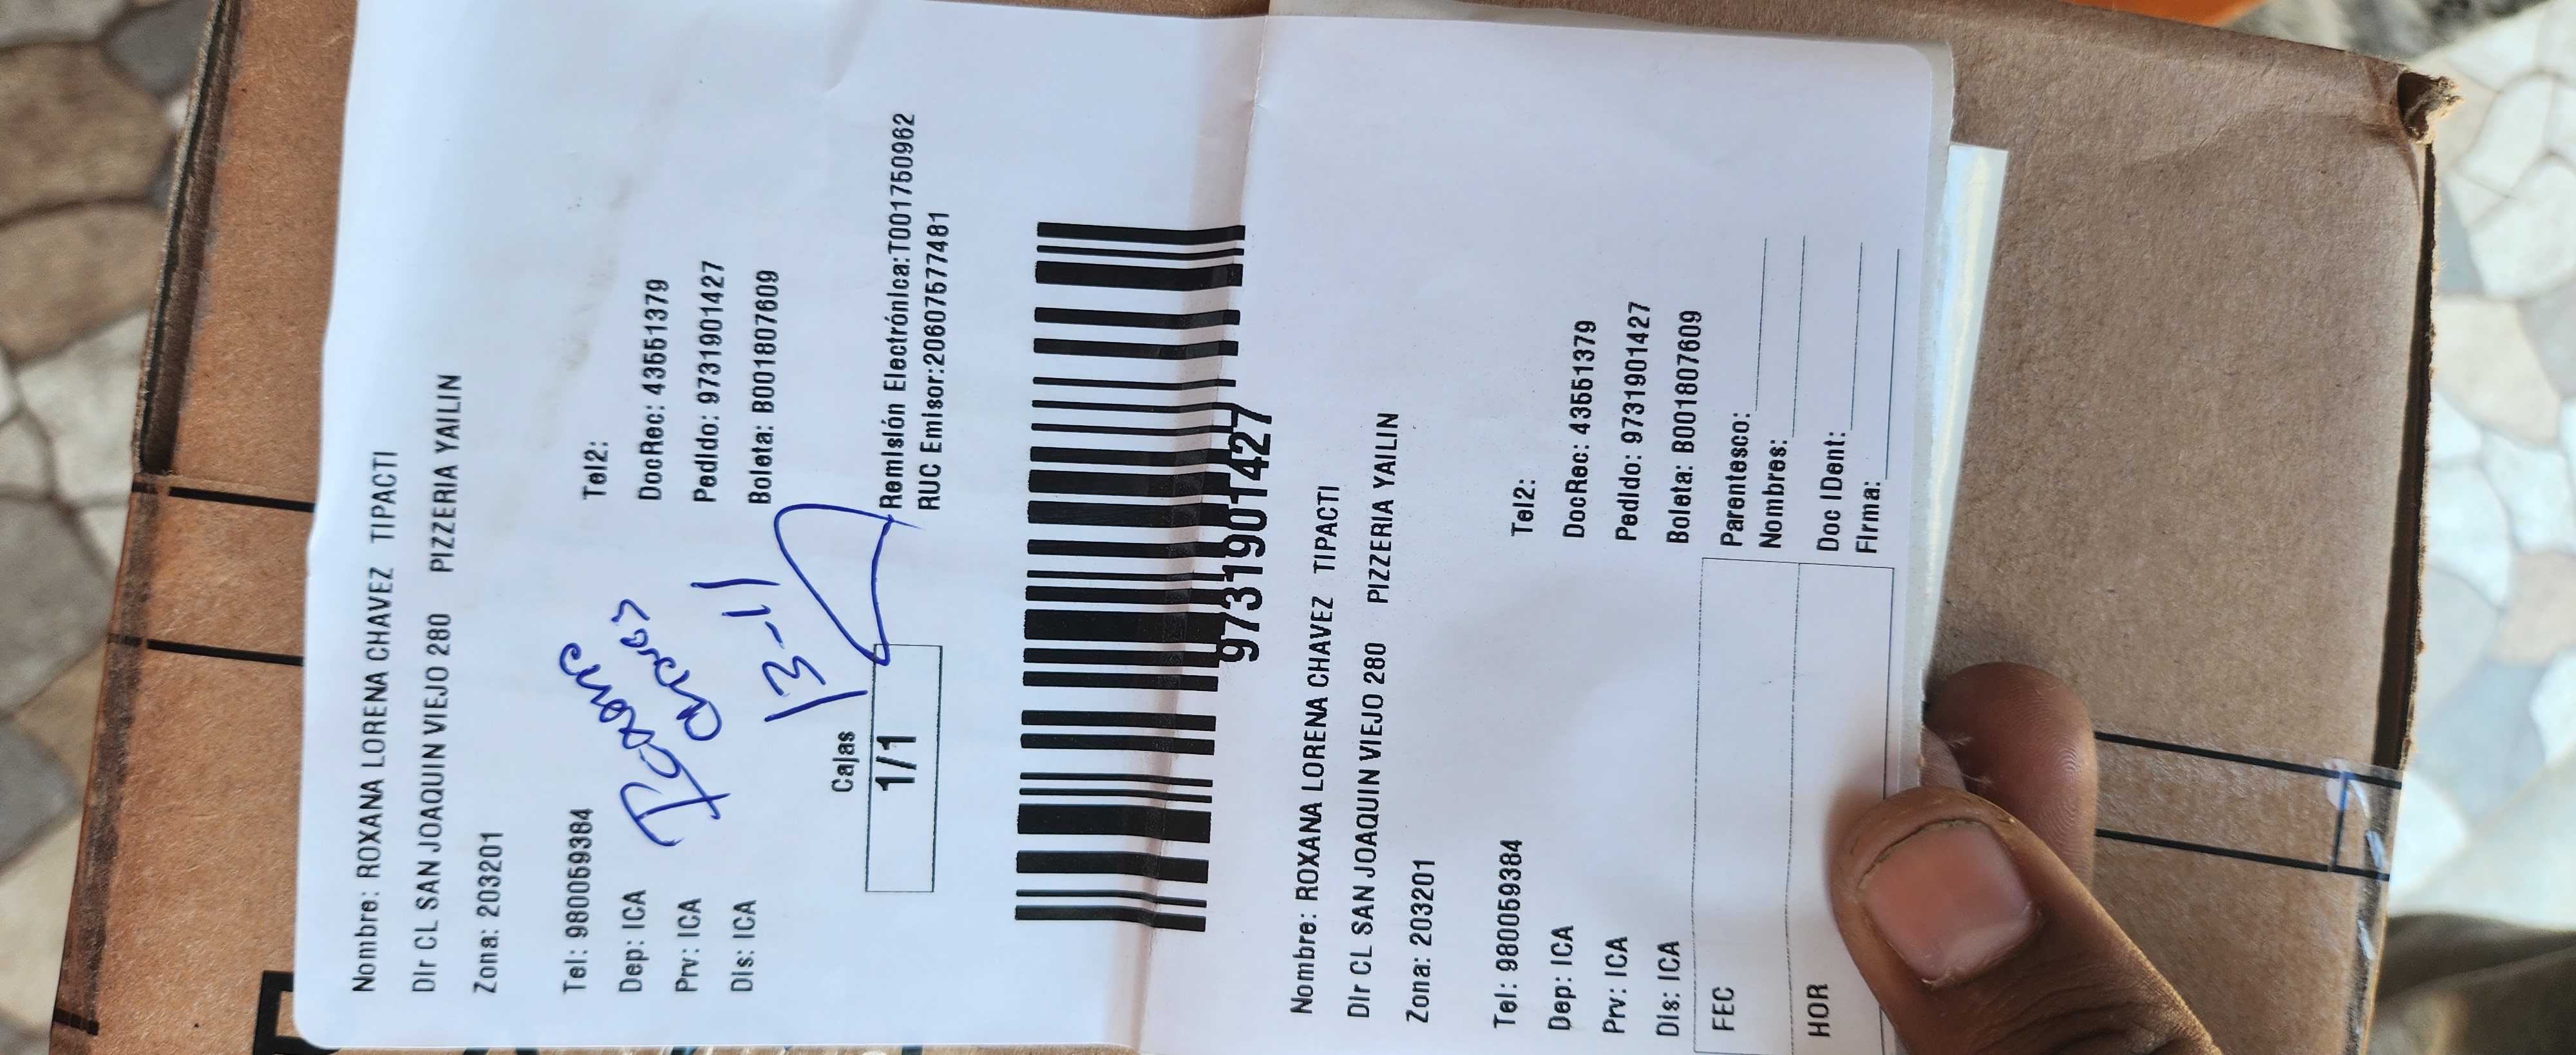 Nombre: ROXANA LORENA CHAVEZ TIPACTI
Dir CL SAN JOAQUIN VIEJO 280 PIZZERIA YAILIN
Zona: 203201
Tel: 980059384 Tel2:
Dep: ICA DocRec: 43551379
Prv: ICA Pedido: 9731901427
Dis: ICA Boleta: B001807609
13-11
Cajas
1/1
Remisión Electrónica:T001750962
RUC Emisor:20607577481
9731901427
Nombre: ROXANA LORENA CHAVEZ TIPACTI
Dir CL SAN JOAQUIN VIEJO 280 PIZZERIA YAILIN
Zona: 203201
Tel: 980059384 Tel2:
Dep: ICA DocRec: 43551379
Prv: ICA Pedido: 9731901427
Dis: ICA Boleta: B001807609
FEC Parentesco:
Nombres:
HOR Doc IDent:
Firma: